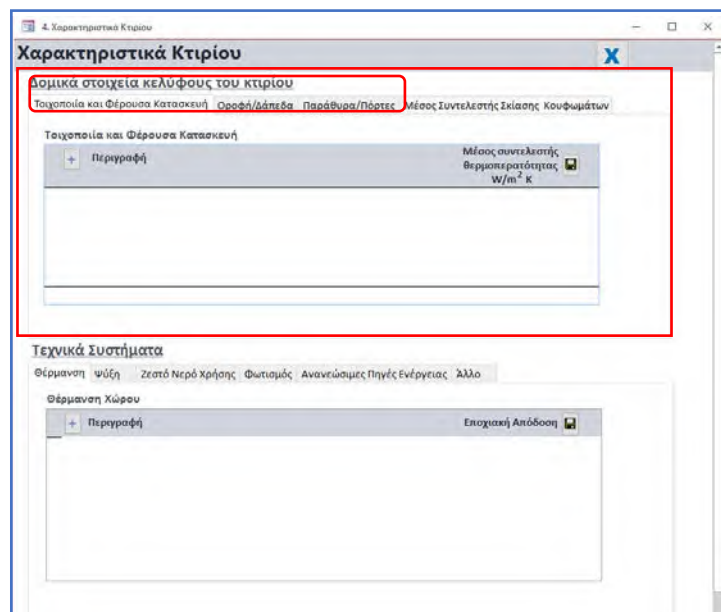 4. Χαρακτηριστικά Κτιρίου
Χαρακτηριστικά Κτιρίου
X
Δομικά στοιχεία κελύφους του κτιρίου
Τοιχοποιία και Φέρουσα Κατασκευή Οροφή/Δάπεδα Παράθυρα/Πόρτες Μέσος Συντελεστής Σκίασης Κουφωμάτων
Τοιχοποιία και Φέρουσα Κατασκευή
+ Περιγραφή
Μέσος συντελεστής
θερμοπερατότητας
W/m² K
Τεχνικά Συστήματα
Θέρμανση Ψύξη Ζεστό Νερό Χρήσης Φωτισμός Ανανεώσιμες Πηγές Ενέργειας Άλλο
Θέρμανση Χώρου
+ Περιγραφή Εποχιακή Απόδοση